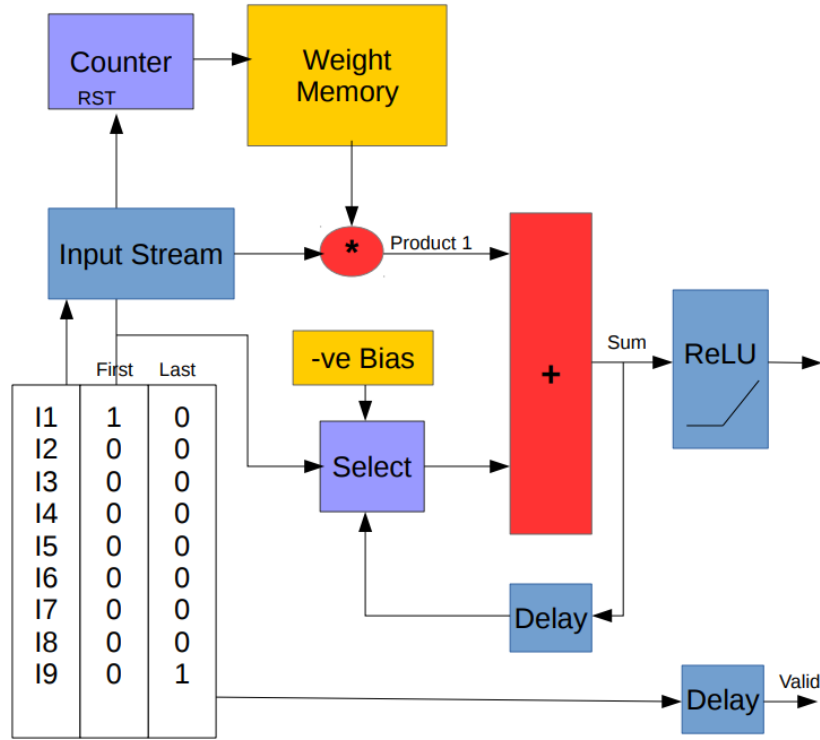 Counter
RST
Weight
Memory
Input Stream
*
Product 1
+
Sum
ReLU
-ve Bias
Select
Delay
First Last
I1 1 0
I2 0 0
I3 0 0
I4 0 0
I5 0 0
I6 0 0
I7 0 0
I8 0 0
I9 0 1
Delay
Valid